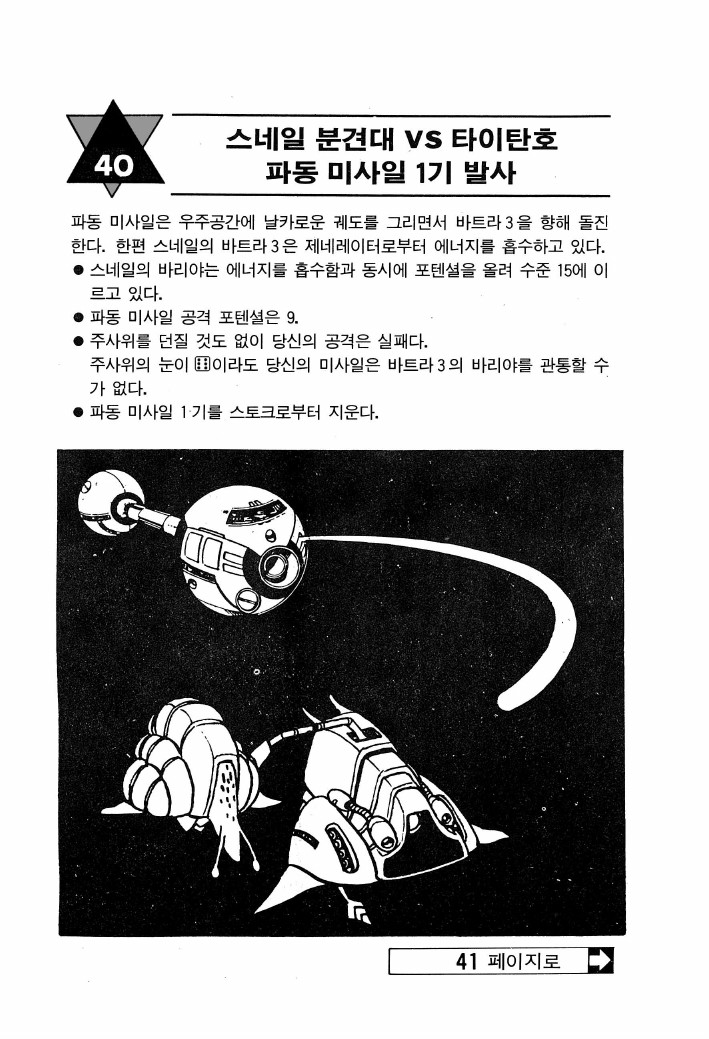 40
스네일 분견대 VS 타이탄호
파동 미사일 1기 발사
파동 미사일은 우주공간에 날카로운 궤도를 그리면서 바트라 3을 향해 돌진
한다. 한편 스네일의 바트라 3은 제네레이터로부터 에너지를 흡수하고 있다.
● 스네일의 바리야는 에너지를 흡수함과 동시에 포텐셜을 올려 수준 15에 이
르고 있다.
● 파동 미사일 공격 포텐셜은 9.
● 주사위를 던질 것도 없이 당신의 공격은 실패다.
주사위의 눈이 ⚅이라도 당신의 미사일은 바트라 3의 바리야를 관통할 수
가 없다.
● 파동 미사일 1기를 스토크로부터 지운다.
41 페이지로